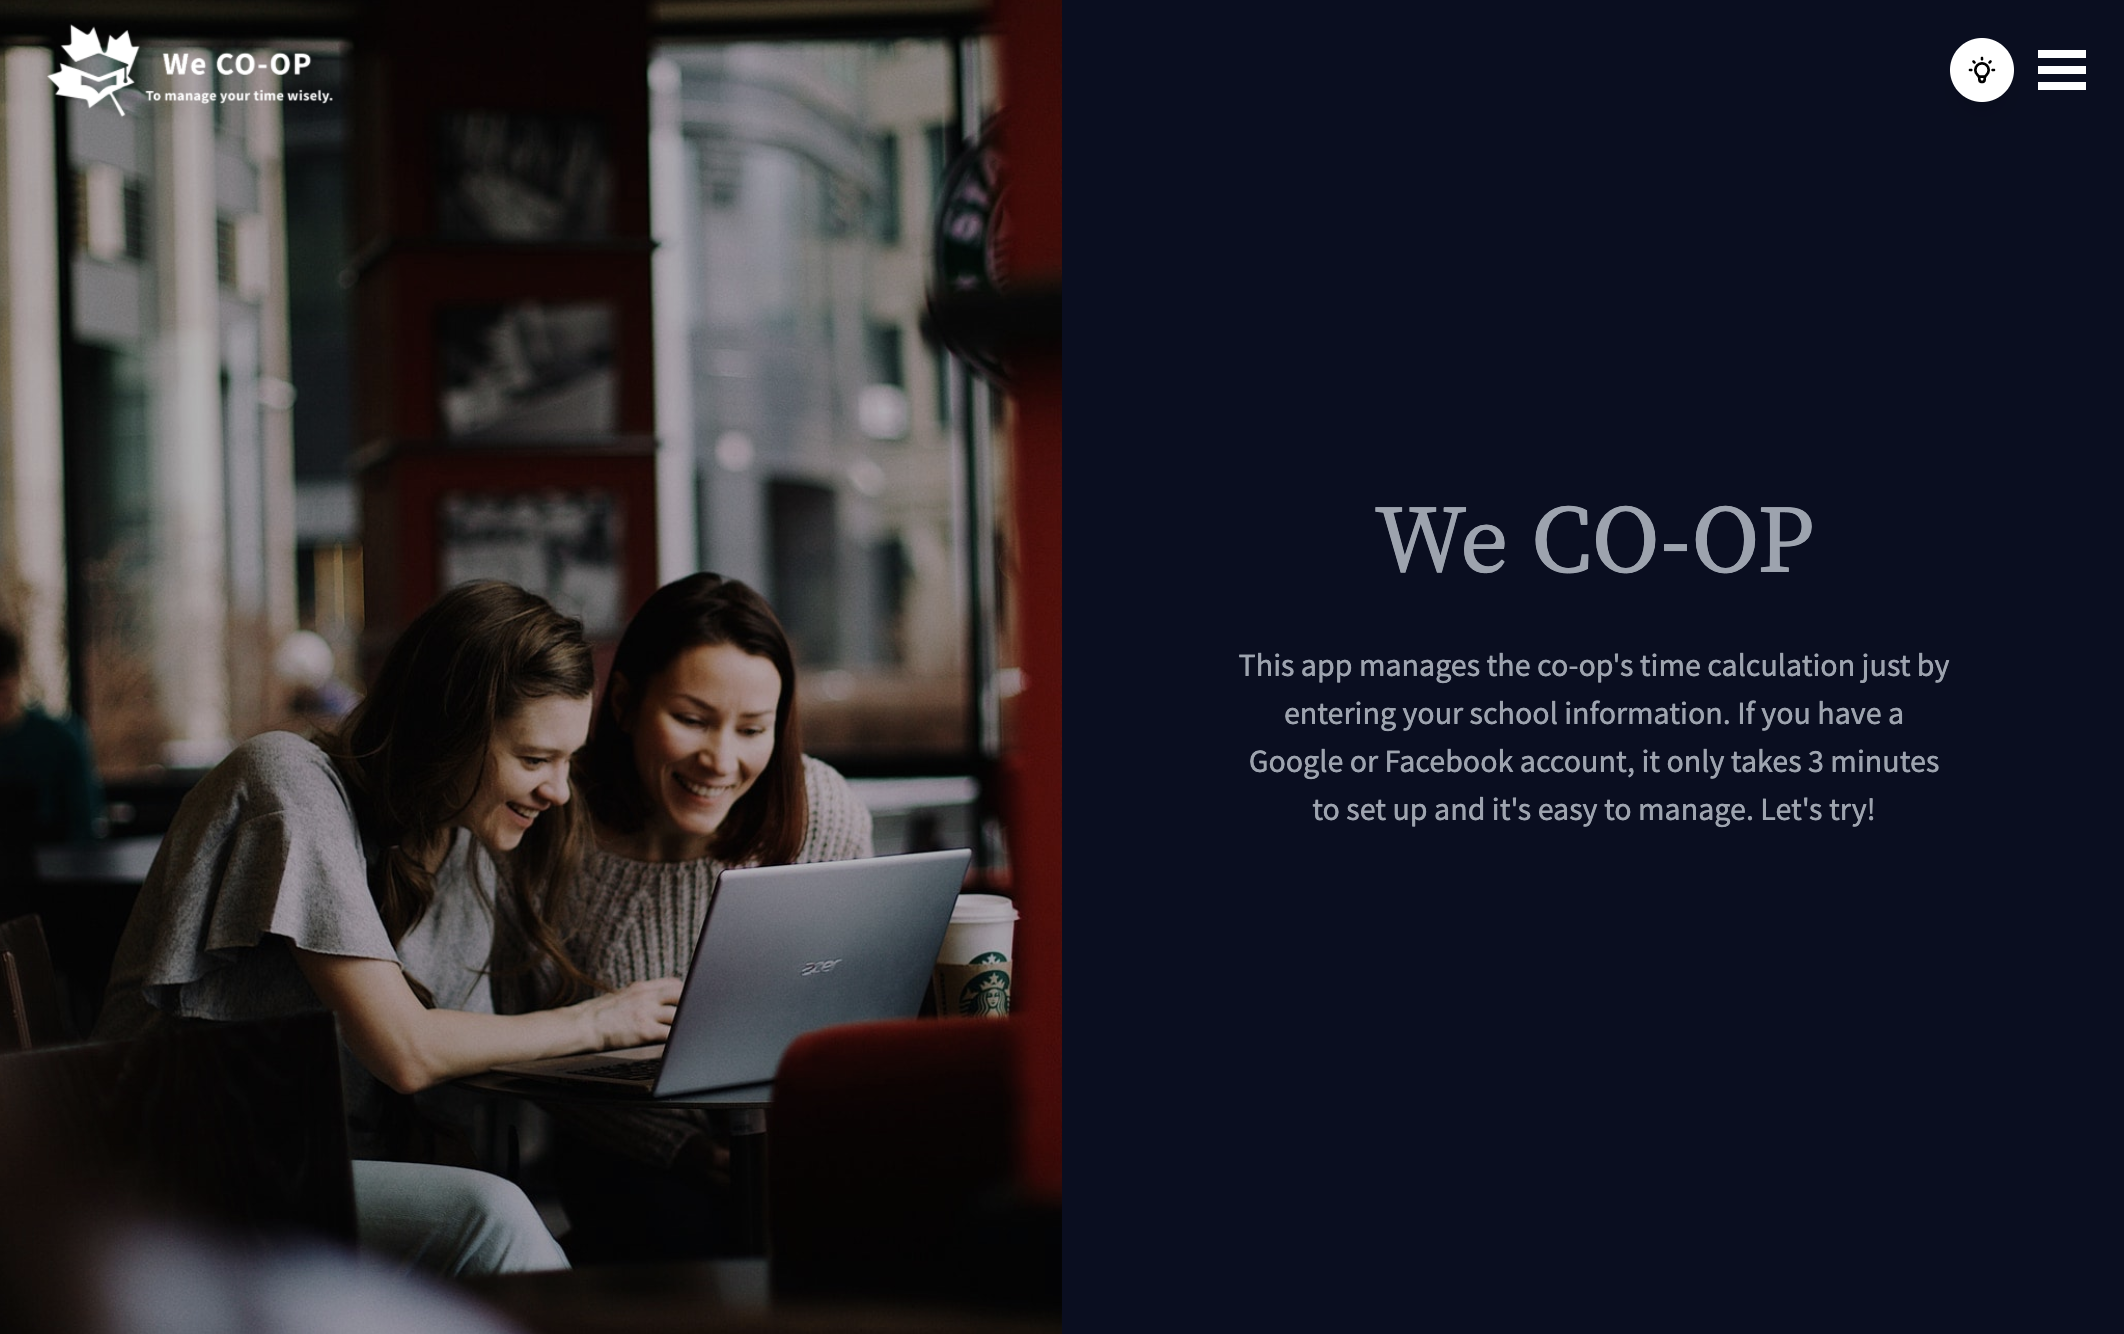 We CO-OP
To manage your time wisely.
We CO-OP
This app manages the co-op's time calculation just by
entering your school information. If you have a
Google or Facebook account, it only takes 3 minutes
to set up and it's easy to manage. Let's try!
acer